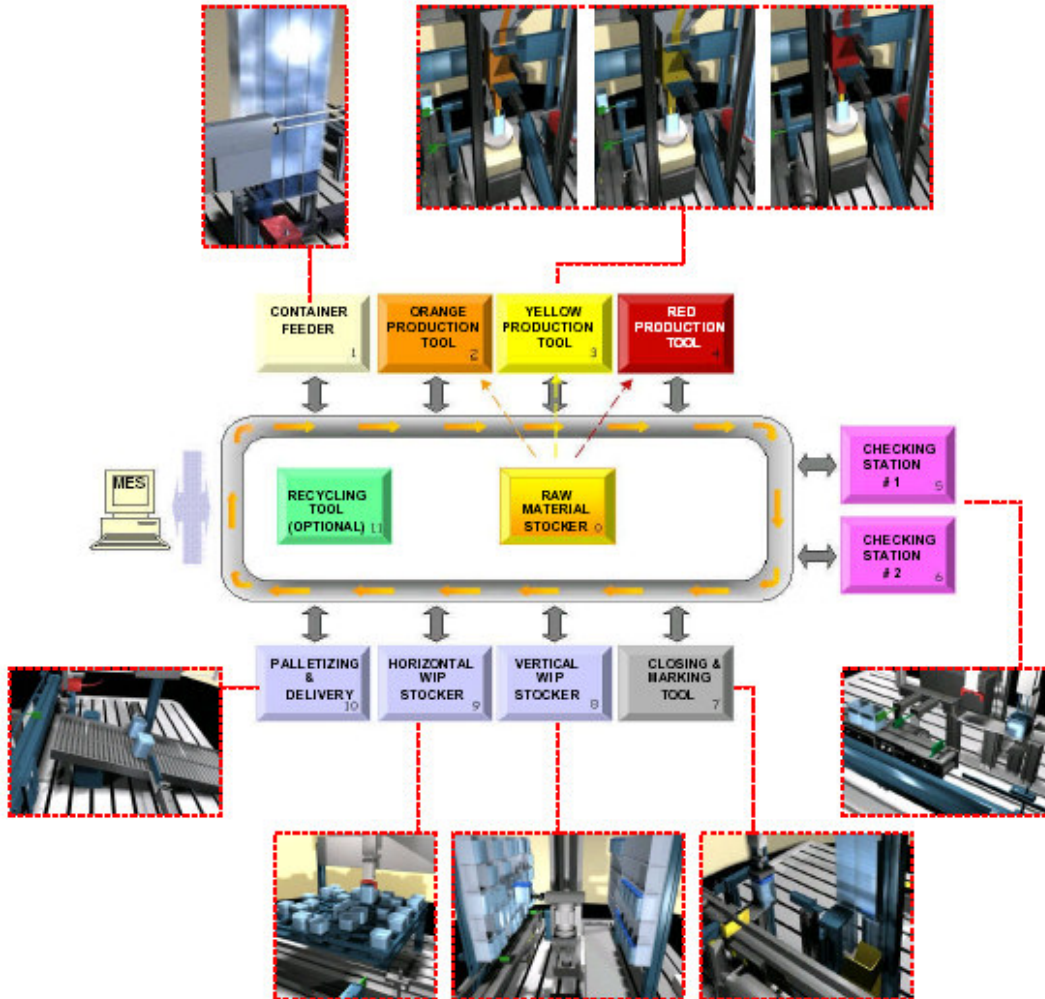 CONTAINER
FEEDER
1
ORANGE
PRODUCTION
TOOL
2
YELLOW
PRODUCTION
TOOL
3
RED
PRODUCTION
TOOL
4
MES
RECYCLING
TOOL
(OPTIONAL) 11
RAW
MATERIAL
STOCKER 0
CHECKING
STATION
# 1
5
CHECKING
STATION
# 2
6
PALLETIZING
&
DELIVERY
10
HORIZONTAL
WIP
STOCKER
9
VERTICAL
WIP
STOCKER
8
CLOSING &
MARKING
TOOL
7